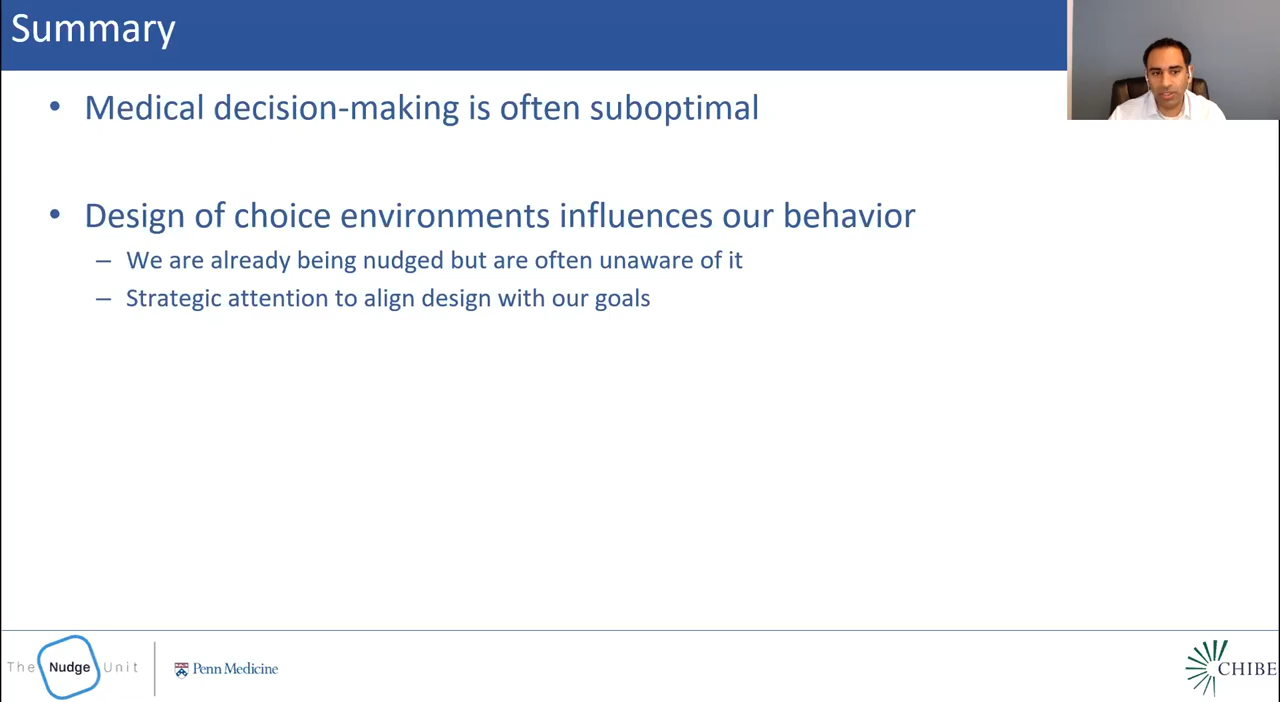 Summary
• Medical decision-making is often suboptimal
• Design of choice environments influences our behavior
– We are already being nudged but are often unaware of it
– Strategic attention to align design with our goals
The Nudge Unit
Penn Medicine
CHIBE